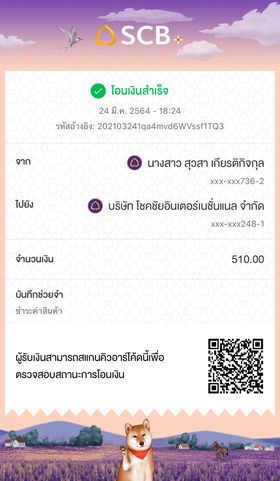 SCB
โอนเงินสำเร็จ
24 มี.ค. 2564 - 18:24
รหัสอ้างอิง: 202103241qa4mvd6WVssf1TQ3
จาก นางสาว สุวสา เกียรติกิจกุล
xxx-xxx736-2
ไปยัง บริษัท โชคชัยอินเตอร์เนชั่นแนล จำกัด
xxx-xxx248-1
จำนวนเงิน 510.00
บันทึกช่วยจำ
ชำระค่าสินค้า
ผู้รับเงินสามารถสแกนคิวอาร์โค้ดนี้เพื่อ
ตรวจสอบสถานะการโอนเงิน